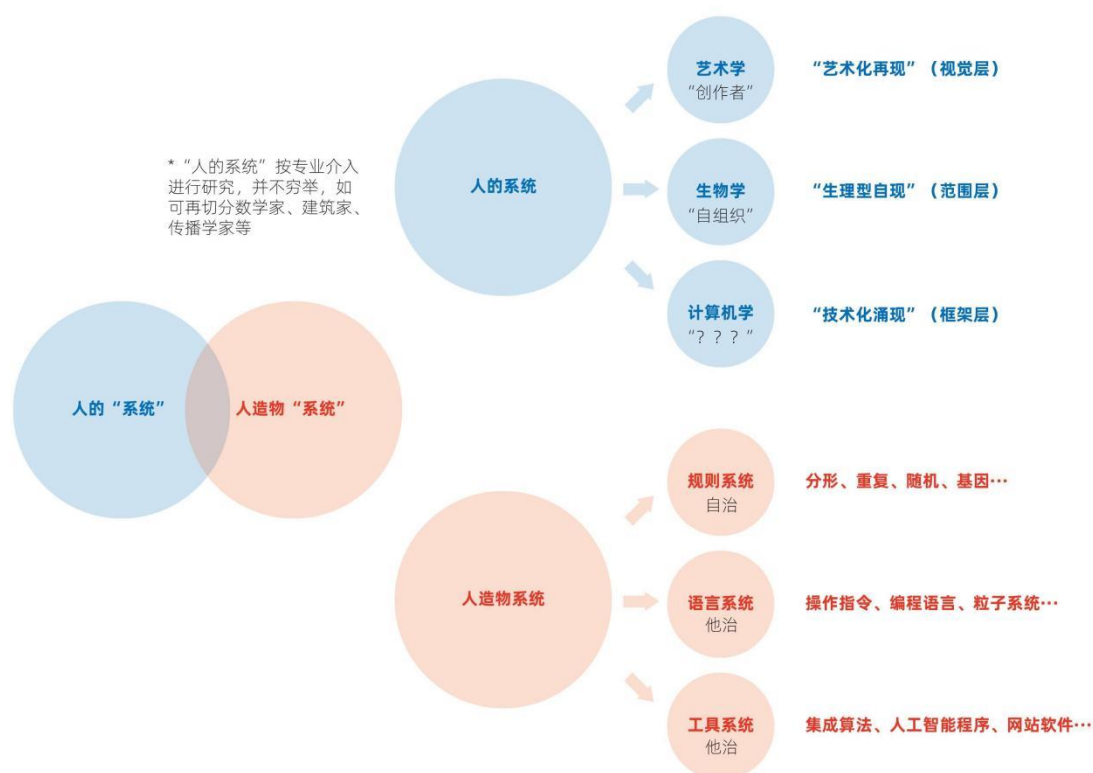 艺术学
“创作者”
“艺术化再现”（视觉层）
*“人的系统”按专业介入
进行研究，并不穷举，如
可再切分数学家、建筑家、
传播学家等
人的系统
生物学
“自组织”
“生理型自现”（范围层）
计算机学
“？？？“
“技术化涌现”（框架层）
人的“系统”
人造物“系统”
规则系统
自治
分形、重复、随机、基因…
人造物系统
语言系统
他治
操作指令、编程语言、粒子系统…
工具系统
他治
集成算法、人工智能程序、网站软件…